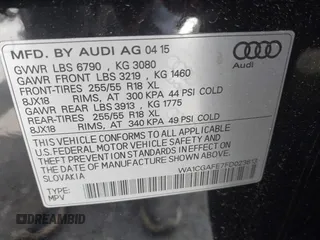 MFD. BY AUDI AG 04 15
GVWR LBS 6790 , KG 3080
GAWR FRONT LBS 3219 , KG 1460
FRONT-TIRES 255/55 R18 XL
8JX18 RIMS, AT 300 KPA 44 PSI COLD
GAWR REAR LBS 3913 , KG 1775
REAR-TIRES 255/55 R18 XL
8JX18 RIMS, AT 340 KPA 49 PSI COLD
THIS VEHICLE CONFORMS TO ALL APPLICABLE
U.S.FEDERAL MOTOR VEHICLE SAFETY AND
THEFT PREVENTION STANDARDS IN EFFECT ON
THE DATE OF MANUFACTURE SHOWN ABOVE.
SLOVAKIA
TYPE:
MPV
Audi
DREAMBID